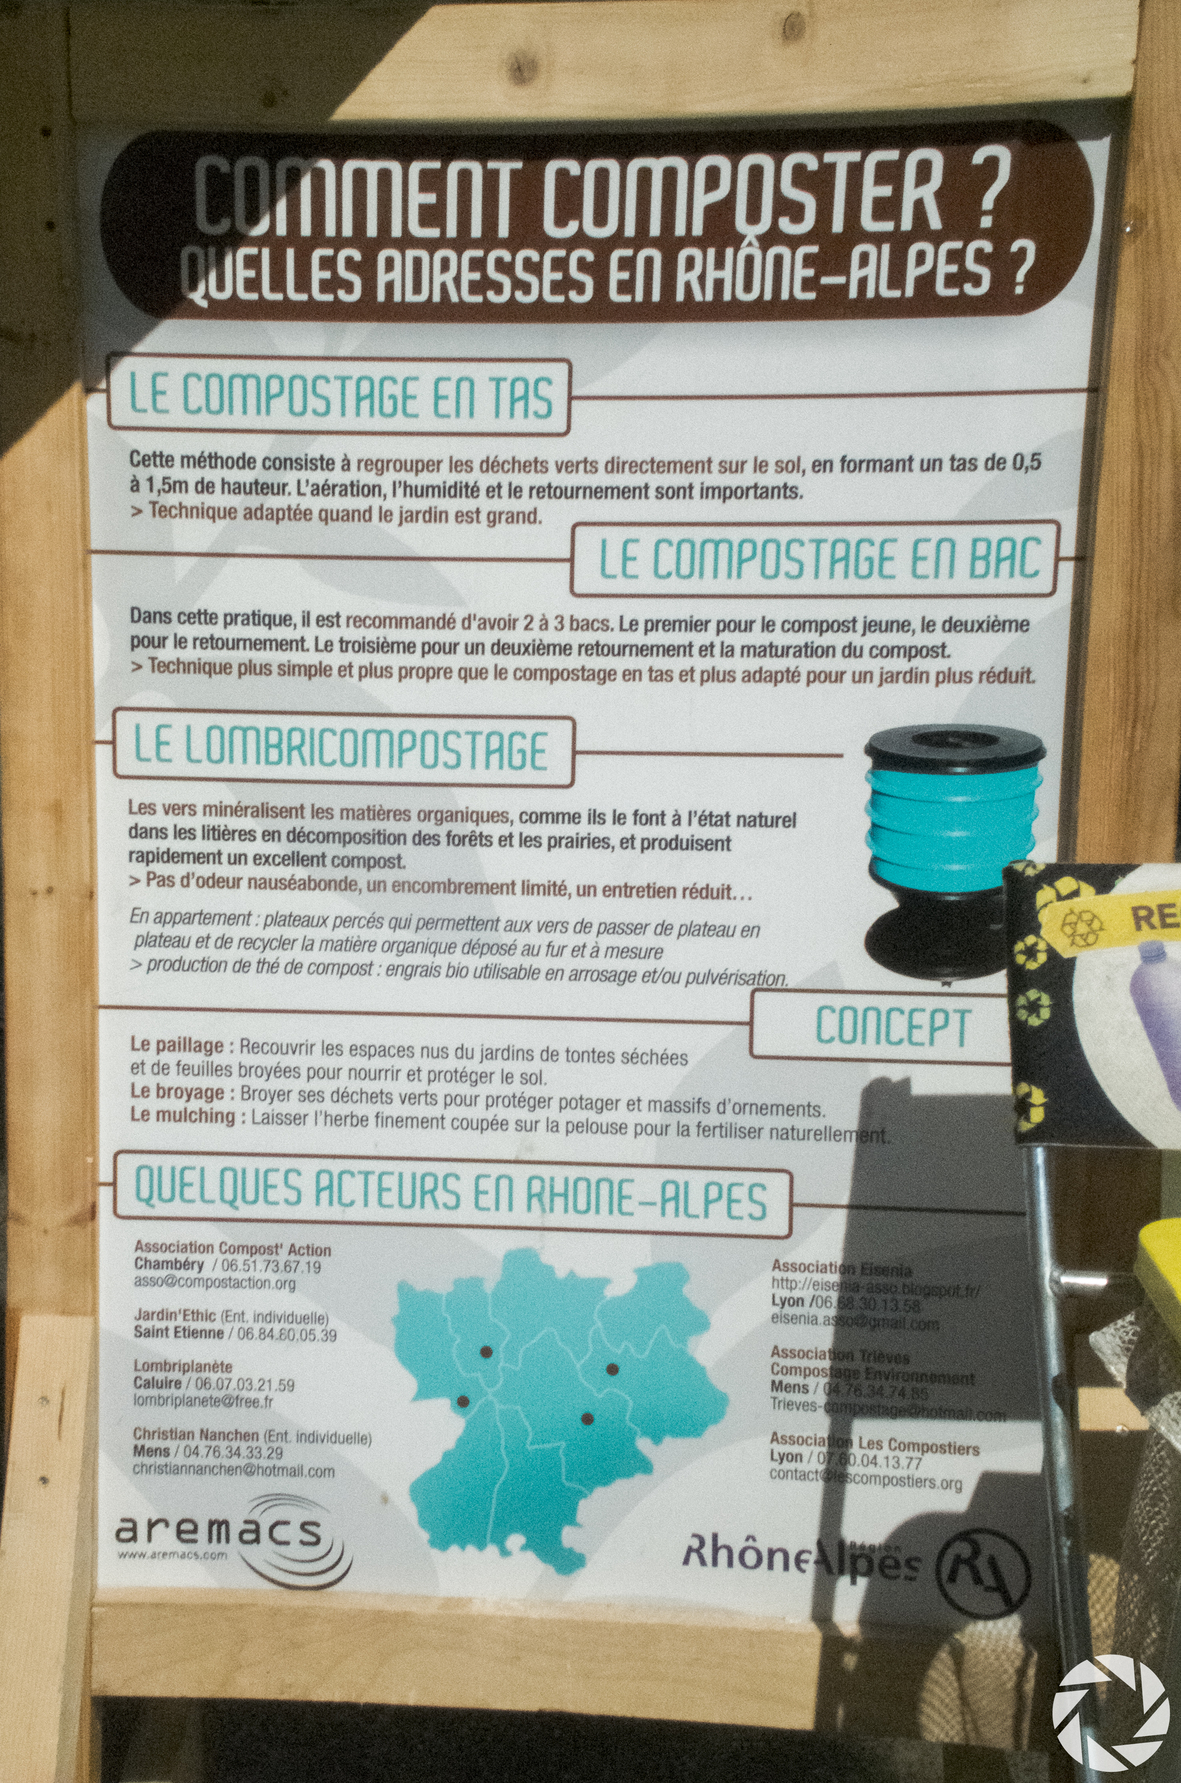 COMMENT COMPOSTER ?
QUELLES ADRESSES EN RHÔNE-ALPES ?
LE COMPOSTAGE EN TAS
Cette méthode consiste à regrouper les déchets verts directement sur le sol, en formant un tas de 0,5
à 1,5m de hauteur. L'aération, l'humidité et le retournement sont importants.
> Technique adaptée quand le jardin est grand.
LE COMPOSTAGE EN BAC
Dans cette pratique, il est recommandé d'avoir 2 à 3 bacs. Le premier pour le compost jeune, le deuxième
pour le retournement. Le troisième pour un deuxième retournement et la maturation du compost.
> Technique plus simple et plus propre que le compostage en tas et plus adapté pour un jardin plus réduit.
LE LOMBRICOMPOSTAGE
Les vers minéralisent les matières organiques, comme ils le font à l'état naturel
dans les litières en décomposition des forêts et les prairies, et produisent
rapidement un excellent compost.
> Pas d'odeur nauséabonde, un encombrement limité, un entretien réduit...
En appartement : plateaux percés qui permettent aux vers de passer de plateau en
plateau et de recycler la matière organique déposé au fur et à mesure
> production de thé de compost : engrais bio utilisable en arrosage et/ou pulvérisation.
RE
CONCEPT
Le paillage : Recouvrir les espaces nus du jardins de tontes séchées
et de feuilles broyées pour nourrir et protéger le sol.
Le broyage : Broyer ses déchets verts pour protéger potager et massifs d'ornements.
Le mulching : Laisser l'herbe finement coupée sur la pelouse pour la fertiliser naturellement.
QUELQUES ACTEURS EN RHONE-ALPES
Association Compost' Action
Chambéry / 06.51.73.67.19
asso@compostaction.org
Jardin'Ethic (Ent. individuelle)
Saint Etienne / 06.84.60.05.39
Lombriplanète
Caluire / 06.07.03.21.59
lombriplanete@free.fr
Christian Nanchen (Ent. individuelle)
Mens / 04.76.34.33.29
christiannanchen@hotmail.com
Association Eisenia
http://eisenia-asso.blogspot.fr/
Lyon /06.68.30.13.58
eisenia.asso@gmail.com
Association Trièves
Compostage Environnement
Mens / 04.76.34.74.85
Trieves-compostage@hotmail.com
Association Les Compostiers
Lyon / 07.60.04.13.77
contact@lescompostiers.org
aremacs
www.aremacs.com
RhôneAlpes Région
RA